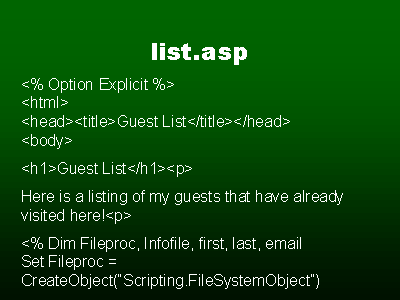 list.asp
<% Option Explicit %>
<html>
<head><title>Guest List</title></head>
<body>
<h1>Guest List</h1><p>
Here is a listing of my guests that have already
visited here!<p>
<% Dim Fileproc, Infofile, first, last, email
Set Fileproc =
CreateObject("Scripting.FileSystemObject")